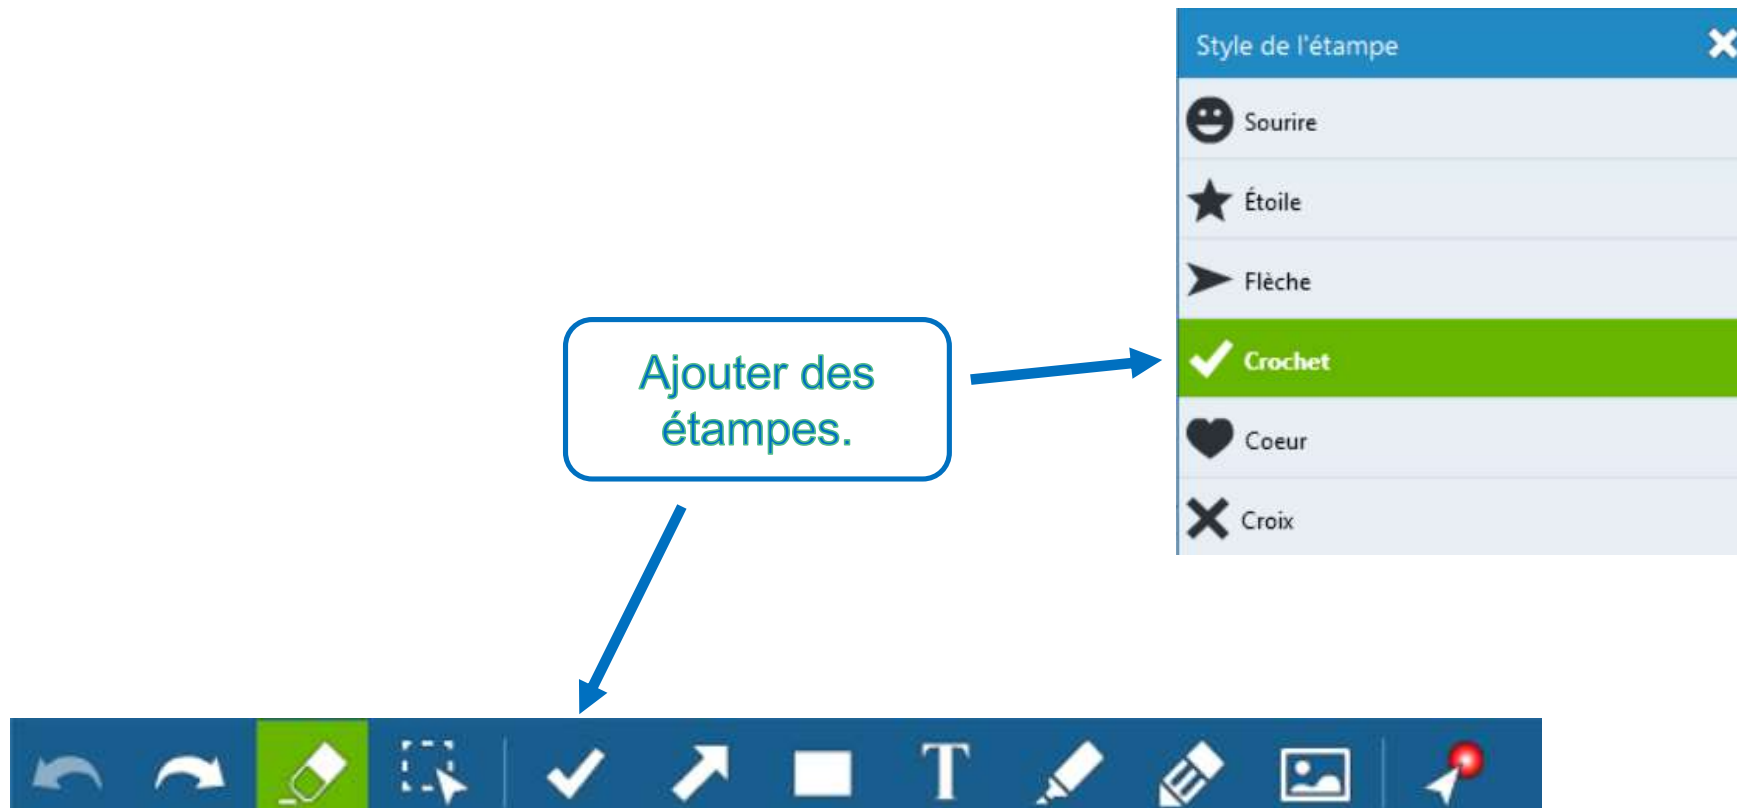 Style de l'étampe
Sourire
Étoile
Flèche
Crochet
Coeur
Croix
Ajouter des
étampes.
T